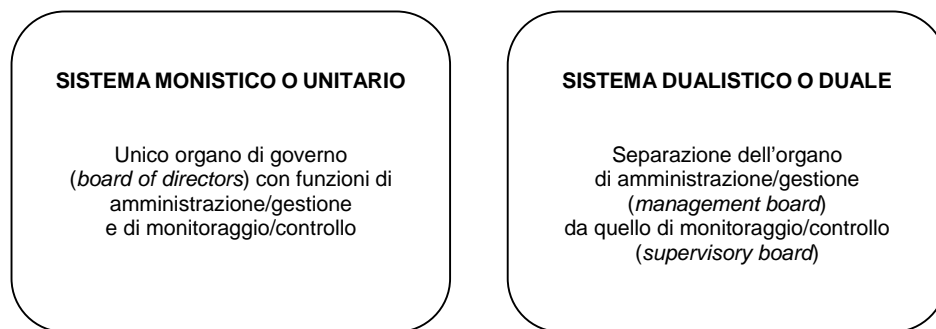 SISTEMA MONISTICO O UNITARIO
Unico organo di governo
(board of directors) con funzioni di
amministrazione/gestione
e di monitoraggio/controllo
SISTEMA DUALISTICO O DUALE
Separazione dell'organo
di amministrazione/gestione
(management board)
da quello di monitoraggio/controllo
(supervisory board)